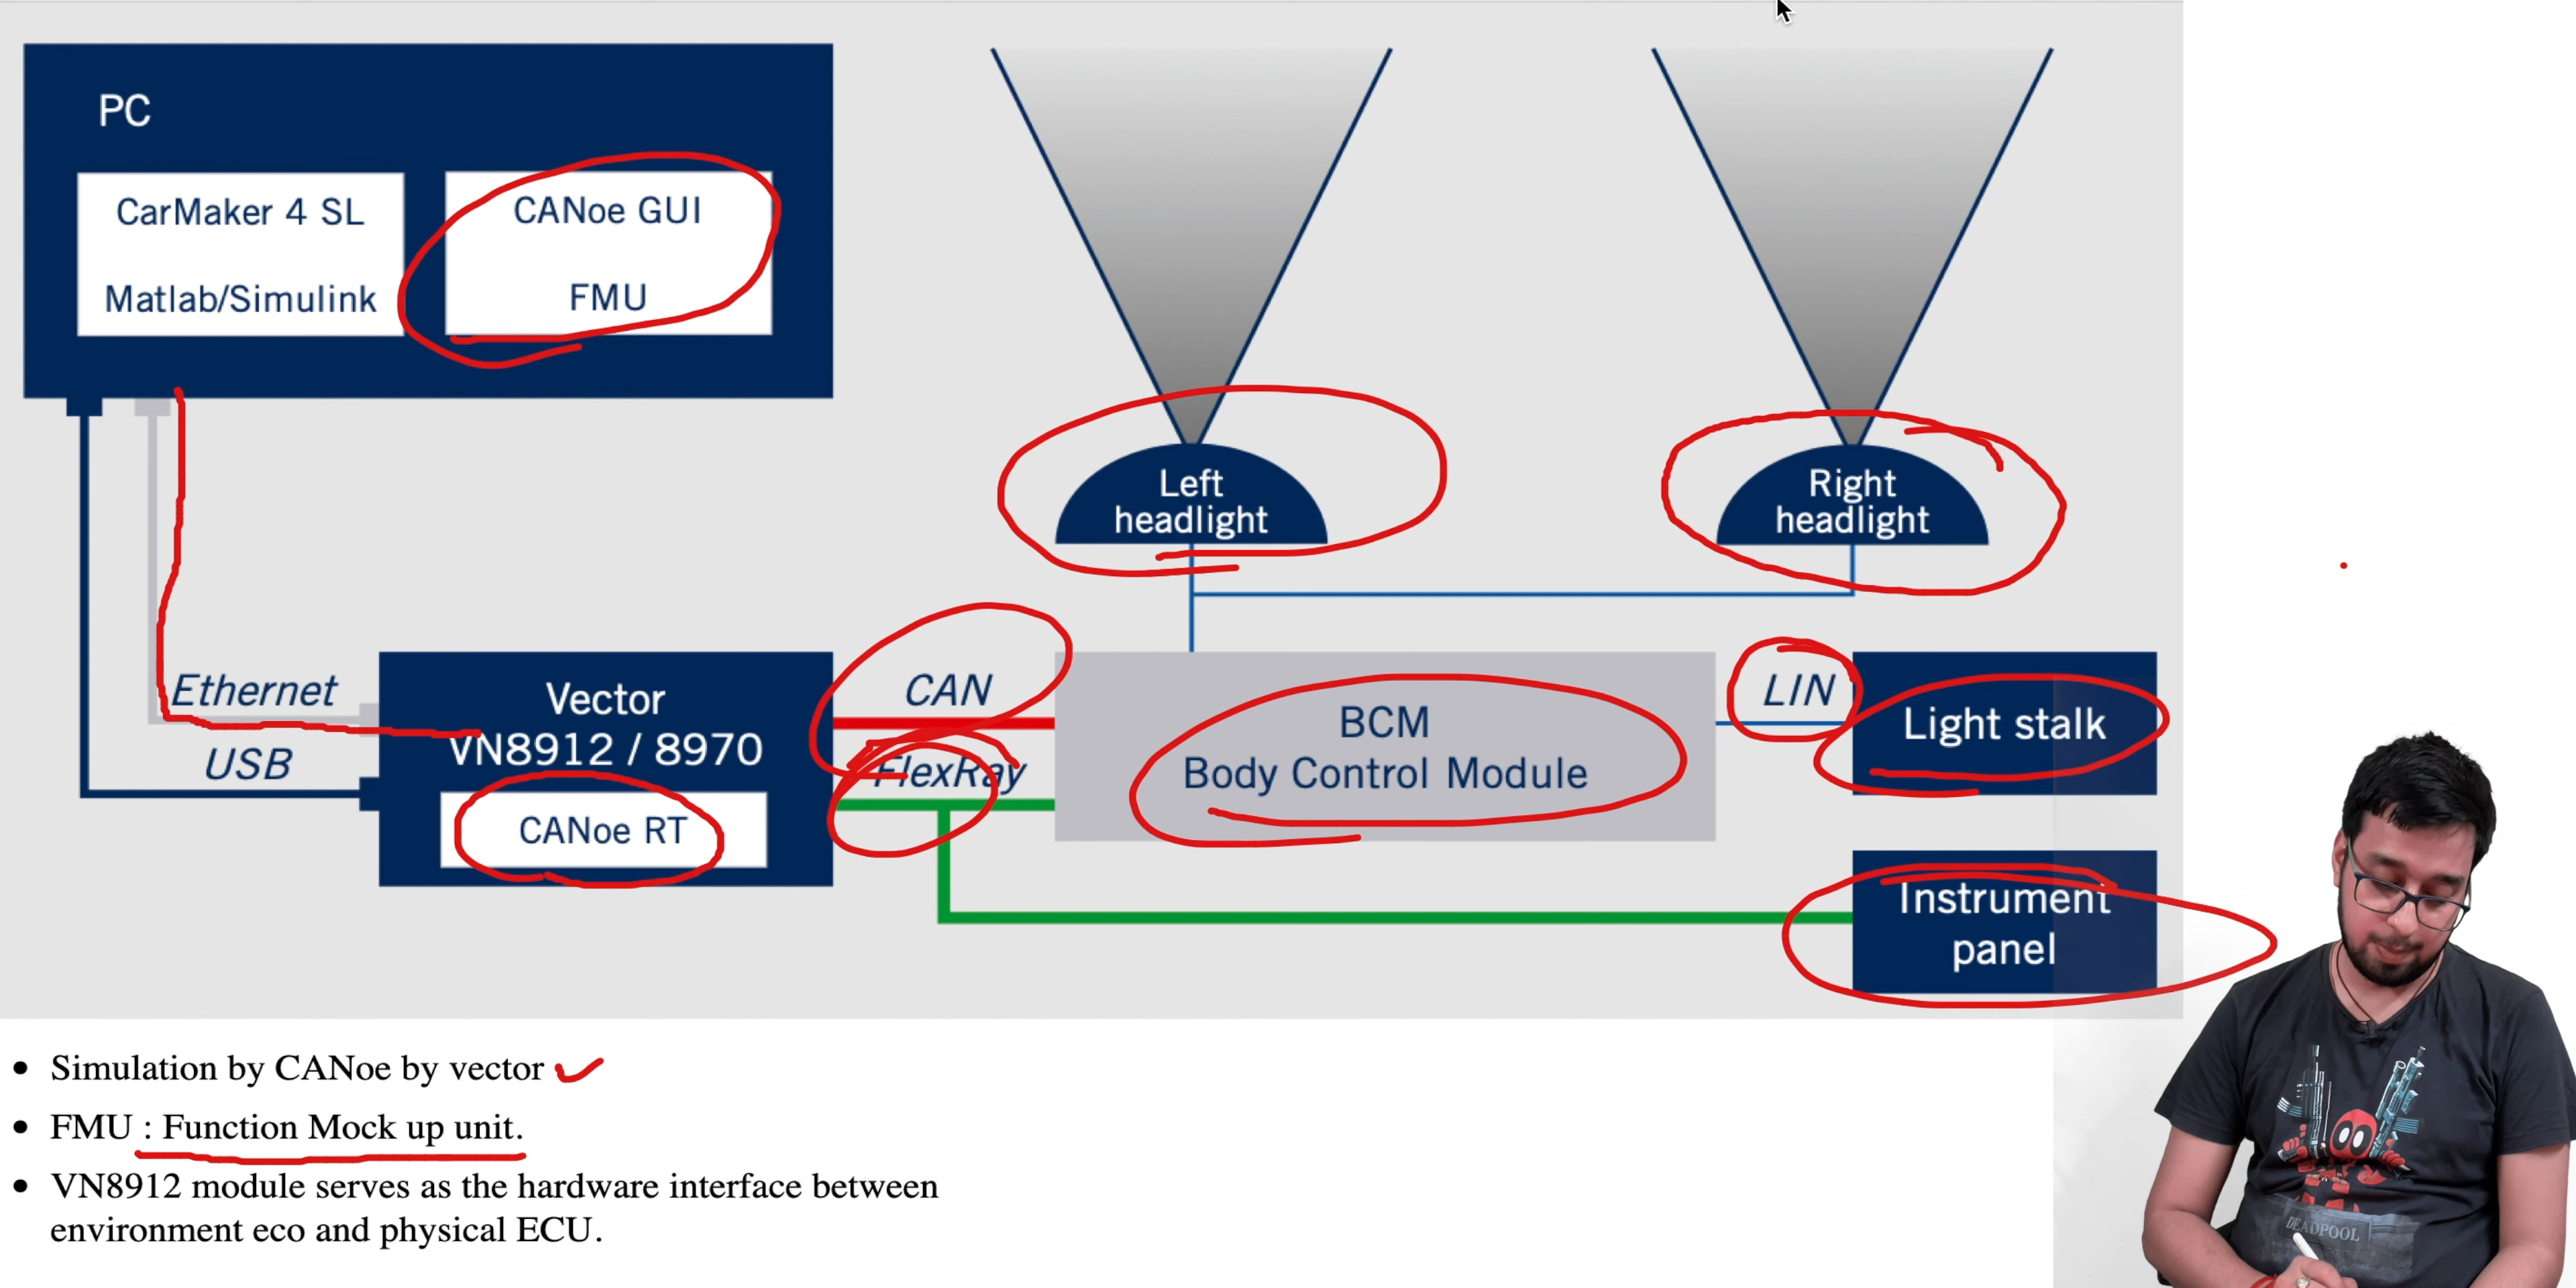 PC
CarMaker 4 SL
Matlab/Simulink
CANoe GUI
FMU
Left
headlight
Right
headlight
Ethernet
USB
Vector
VN8912 / 8970
CANoe RT
CAN
FlexRay
BCM
Body Control Module
LIN
Light stalk
Instrument
panel
• Simulation by CANoe by vector
• FMU : Function Mock up unit.
• VN8912 module serves as the hardware interface between
environment eco and physical ECU.
DEADPOOL